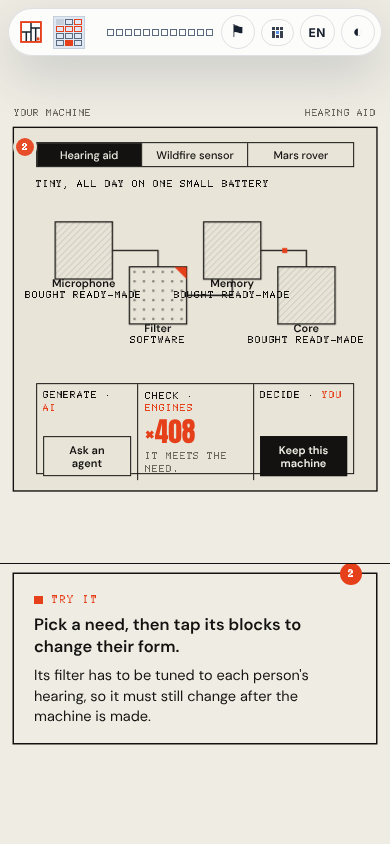 EN
YOUR MACHINE
HEARING AID
2
Hearing aid
Wildfire sensor
Mars rover
TINY, ALL DAY ON ONE SMALL BATTERY
Microphone
BOUGHT READY-MADE
Memory
BOUGHT READY-MADE
Filter
SOFTWARE
Core
BOUGHT READY-MADE
GENERATE · AI
Ask an
agent
CHECK ·
ENGINES
×408
IT MEETS THE
NEED.
DECIDE · YOU
Keep this
machine
2
TRY IT
Pick a need, then tap its blocks to
change their form.
Its filter has to be tuned to each person's
hearing, so it must still change after the
machine is made.